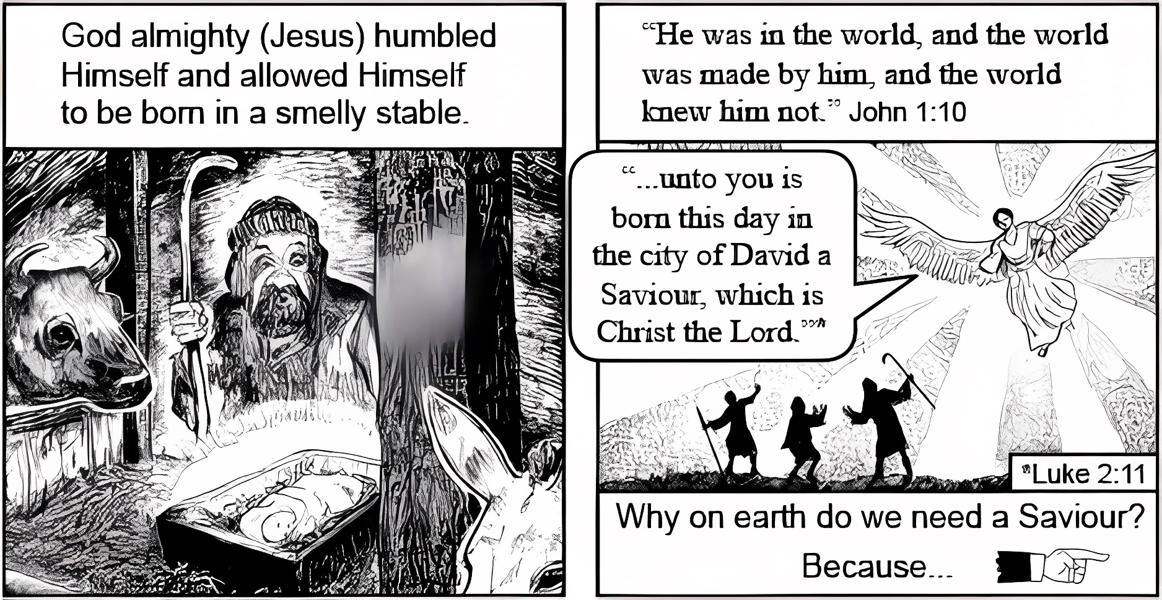 God almighty (Jesus) humbled
Himself and allowed Himself
to be born in a smelly stable.
“He was in the world, and the world
was made by him, and the world
knew him not.” John 1:10
“...unto you is
born this day in
the city of David a
Saviour, which is
Christ the Lord.”*
*Luke 2:11
Why on earth do we need a Saviour?
Because...